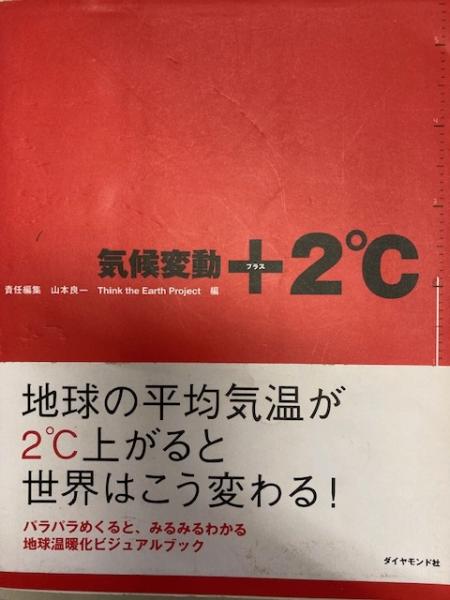 気候変動+2℃
プラス
責任編集 山本良一 Think the Earth Project 編
地球の平均気温が
2℃上がると
世界はこう変わる!
パラパラめくると、みるみるわかる
地球温暖化ビジュアルブック
ダイヤモンド社